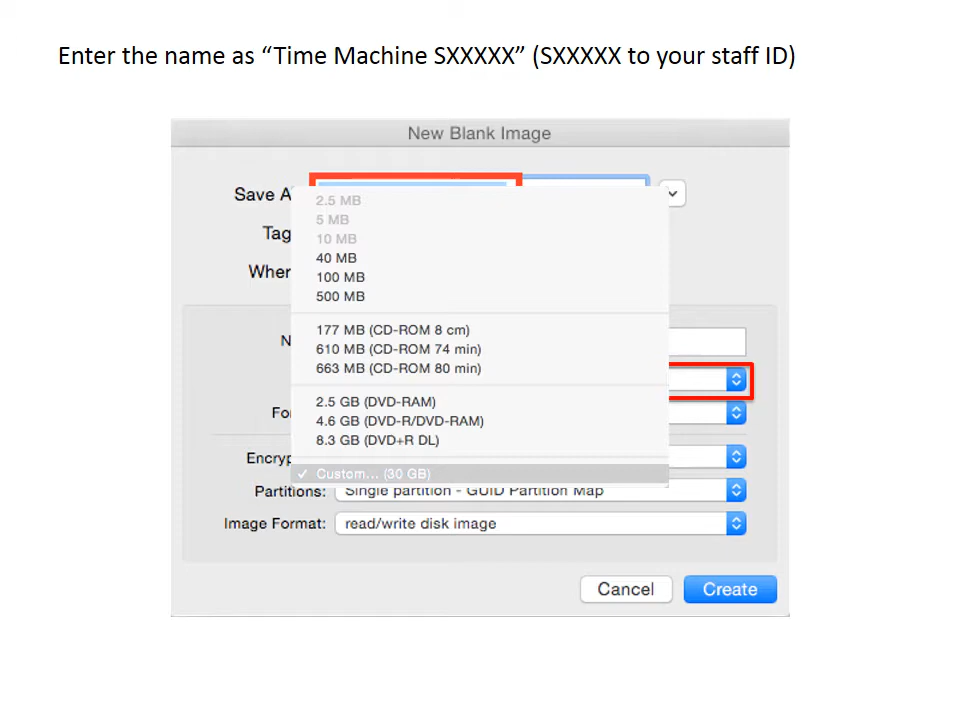 Enter the name as “Time Machine SXXXXX” (SXXXXX to your staff ID)
New Blank Image
Save A
2.5 MB
Tag
5 MB
10 MB
40 MB
Wher
100 MB
500 MB
177 MB (CD-ROM 8 cm)
N
610 MB (CD-ROM 74 min)
663 MB (CD-ROM 80 min)
2.5 GB (DVD-RAM)
Fo
4.6 GB (DVD-R/DVD-RAM)
8.3 GB (DVD+R DL)
Encryp
✓ Custom... (30 GB)
Partitions: Single partition - GUID Partition Map
Image Format: read/write disk image
Cancel Create